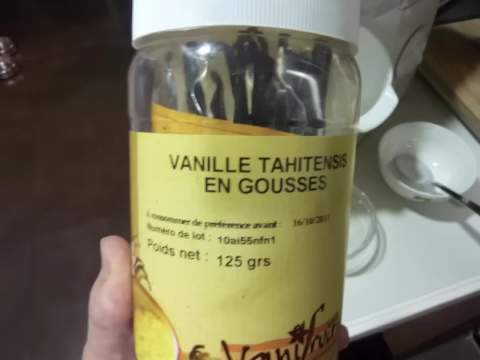 VANILLE TAHITENSIS
EN GOUSSES
A consommer de préférence avant : 16/10/2011
Numéro de lot : 10ai55nfn1
Poids net : 125 grs
Vanifruit